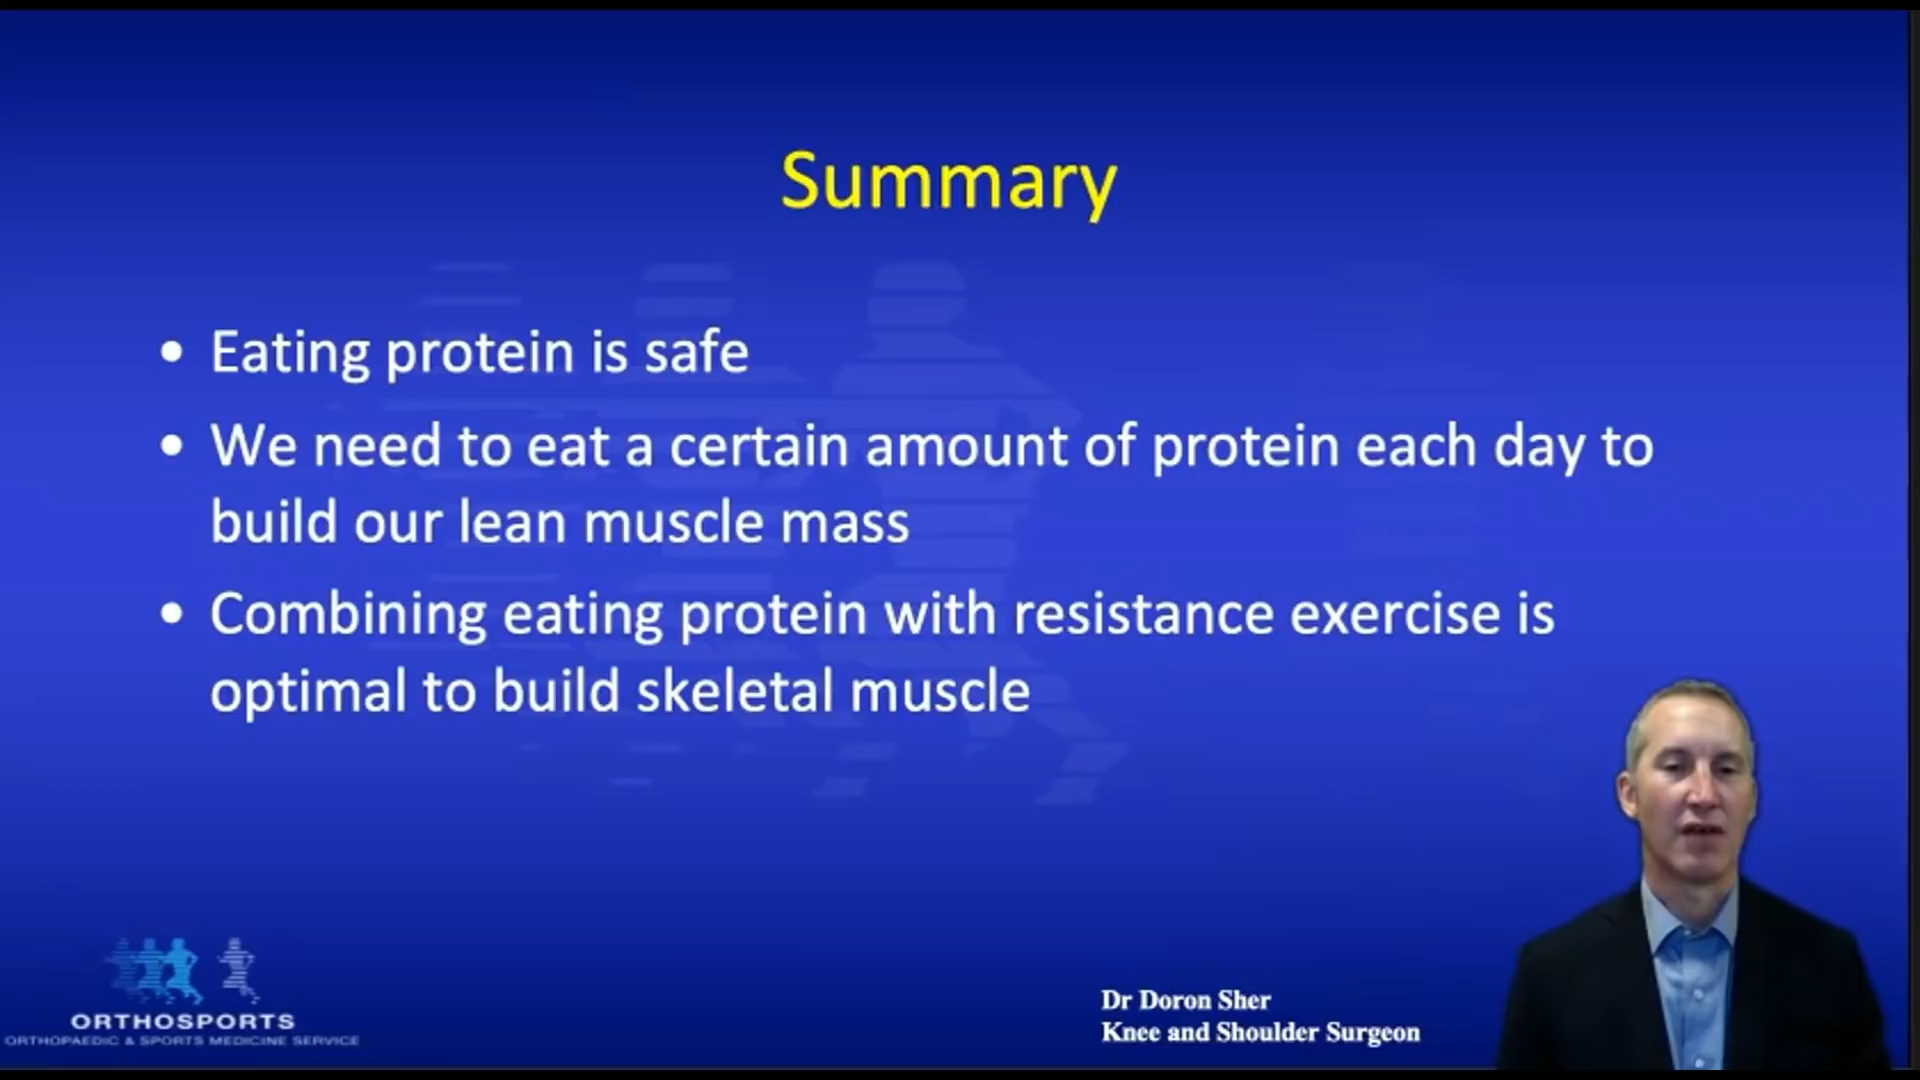 Summary
• Eating protein is safe
• We need to eat a certain amount of protein each day to
build our lean muscle mass
• Combining eating protein with resistance exercise is
optimal to build skeletal muscle
ORTHOSPORTS
ORTHOPAEDIC & SPORTS MEDICINE SERVICE
Dr Doron Sher
Knee and Shoulder Surgeon